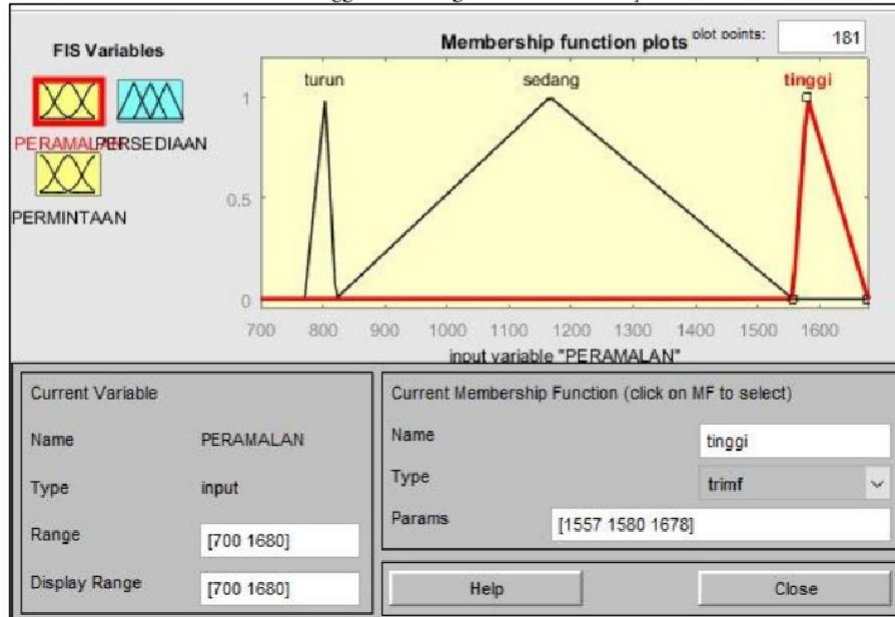 FIS Variables
PERAMALAN
PERSEDIAAN
PERMINTAAN
Membership function plots
plot points:
181
turun
sedang
tinggi
1
0.5
0
700 800 900 1000 1100 1200 1300 1400 1500 1600
input variable "PERAMALAN"
Current Variable
Name PERAMALAN
Type input
Range [700 1680]
Display Range [700 1680]
Current Membership Function (click on MF to select)
Name tinggi
Type trimf
Params [1557 1580 1678]
Help
Close